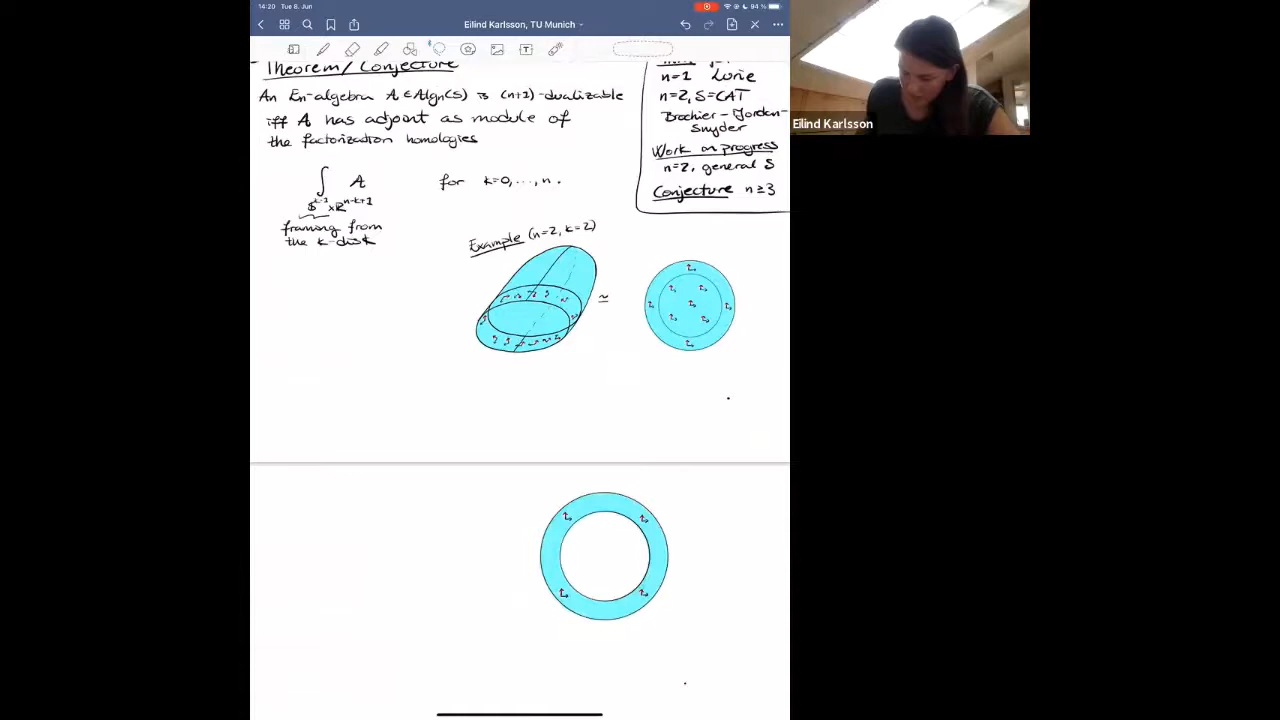 14:20 Tue 8. Jun
94 %
Eilind Karlsson, TU Munich
Theorem/Conjecture
An En-algebra A ∈ Algn(S) is (n+1)-dualizable
iff A has adjoint as module of
the factorization homologies
∫ A for k=0,...,n.
S^{k-1} × R^{n-k+1}
framing from
the k-disk
Example (n=2, k=2)
≃
n=1 Lurie
n=2, S=CAT
Brochier-Jordan-
Snyder
Work in progress
n=2, general S
Conjecture n≥3
Eilind Karlsson